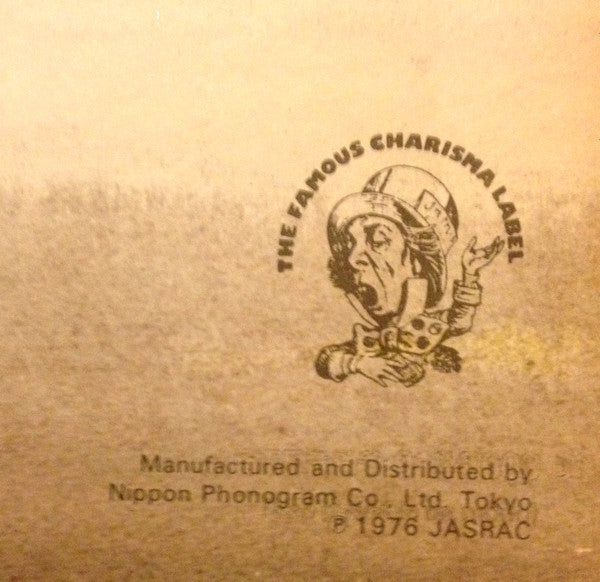 THE FAMOUS CHARISMA LABEL
Manufactured and Distributed by
Nippon Phonogram Co., Ltd. Tokyo
℗ 1976 JASRAC